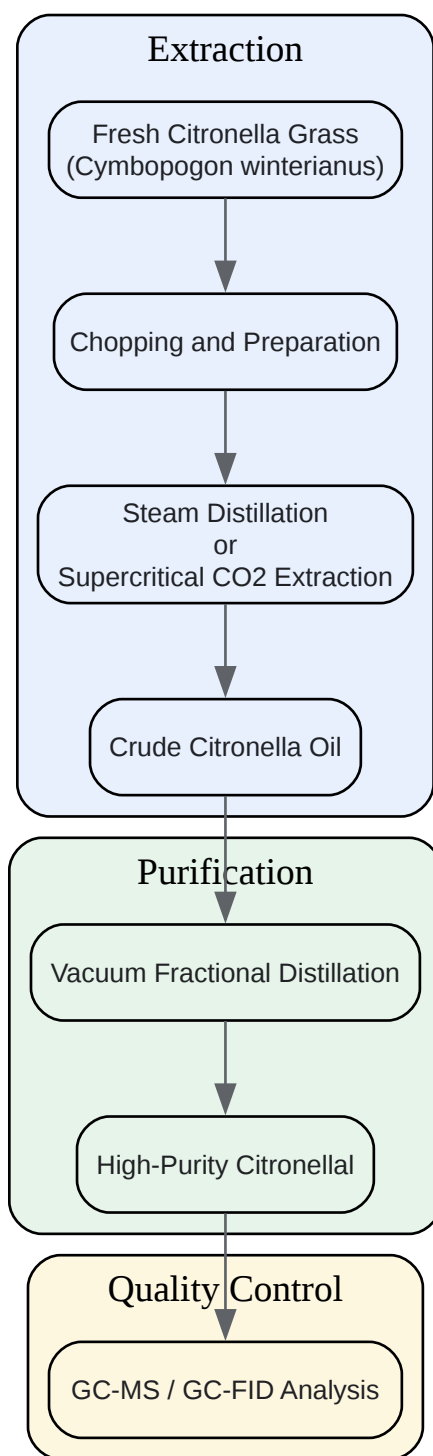 Extraction
Fresh Citronella Grass
(Cymbopogon winterianus)
Chopping and Preparation
Steam Distillation
or
Supercritical CO2 Extraction
Crude Citronella Oil
Purification
Vacuum Fractional Distillation
High-Purity Citronellal
Quality Control
GC-MS / GC-FID Analysis